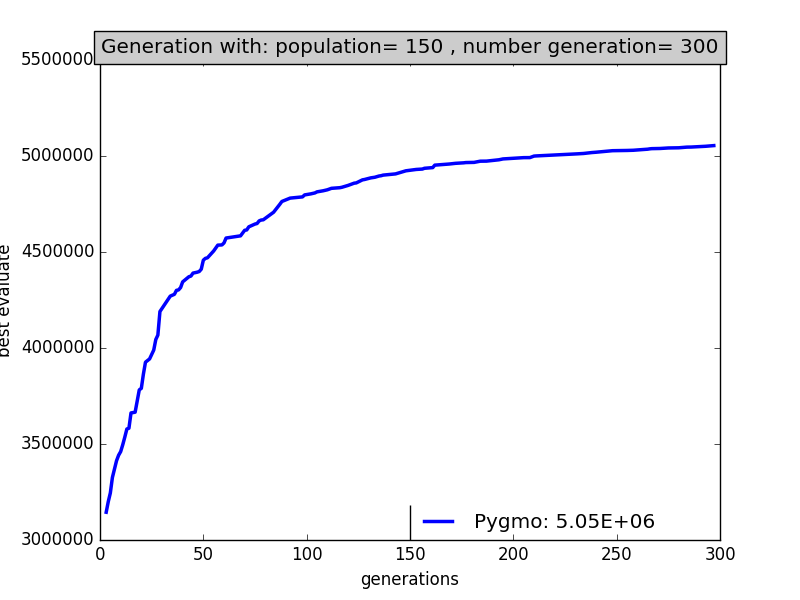 Generation with: population= 150 , number generation= 300
5500000
5000000
4500000
4000000
3500000
3000000
best evaluate
Pygmo: 5.05E+06
0 50 100 150 200 250 300
generations